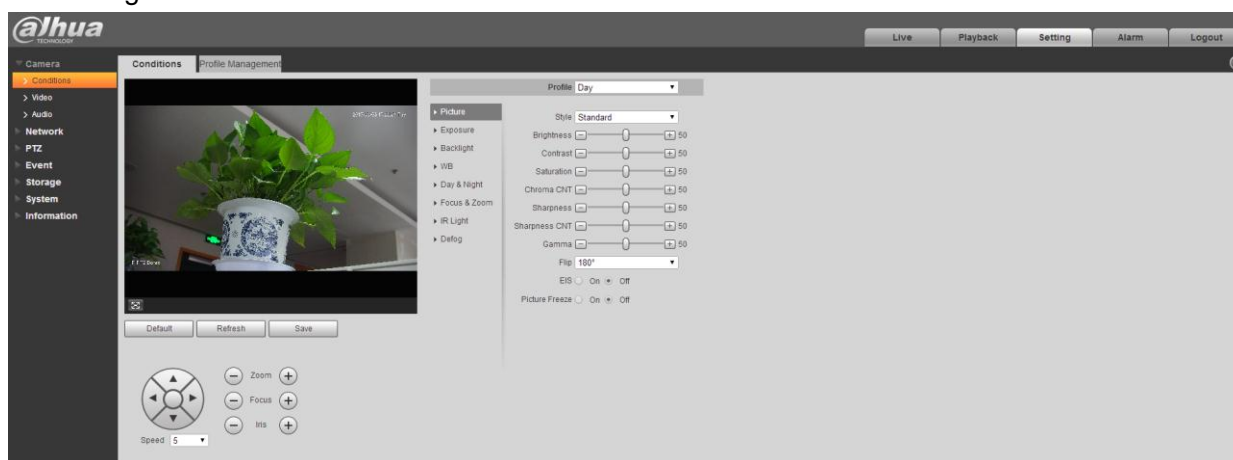 alhua
TECHNOLOGY
Live
Playback
Setting
Alarm
Logout
Camera
Conditions
Video
Audio
Network
PTZ
Event
Storage
System
Information
Conditions
Profile Management
Default
Refresh
Save
Zoom
Focus
Iris
Speed 5
Profile Day
Picture
Exposure
Backlight
WB
Day & Night
Focus & Zoom
IR Light
Defog
Style Standard
Brightness 50
Contrast 50
Saturation 50
Chroma CNT 50
Sharpness 50
Sharpness CNT 50
Gamma 50
Flip 180°
EIS On Off
Picture Freeze On Off